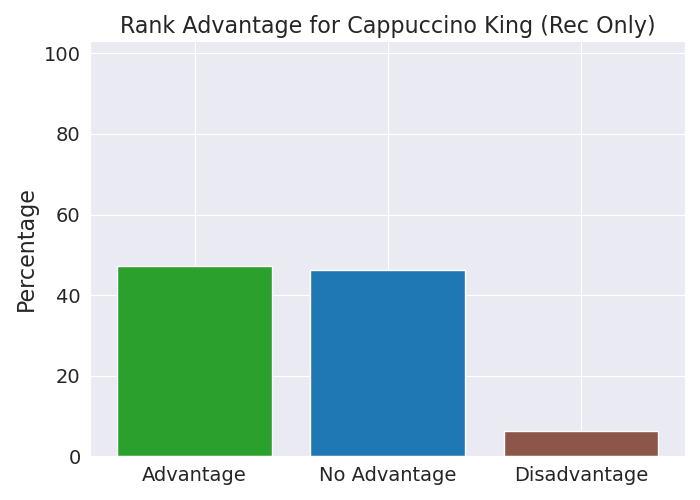 Rank Advantage for Cappuccino King (Rec Only)
100
80
60
40
20
0
Percentage
Advantage
No Advantage
Disadvantage